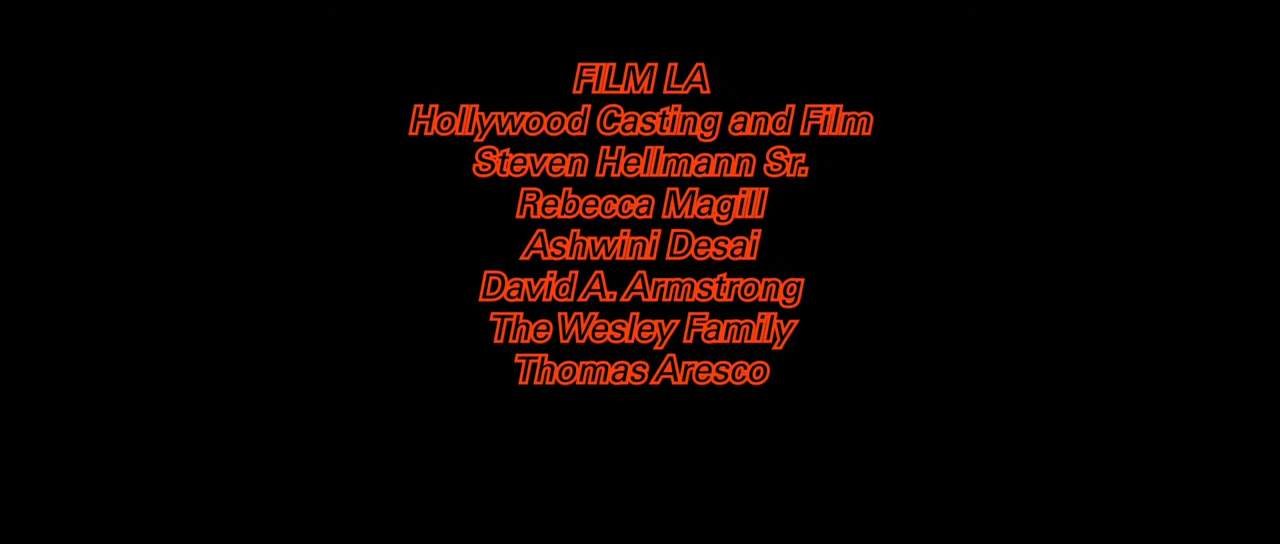 FILM LA
Hollywood Casting and Film
Steven Hellmann Sr.
Rebecca Magill
Ashwini Desai
David A. Armstrong
The Wesley Family
Thomas Aresco